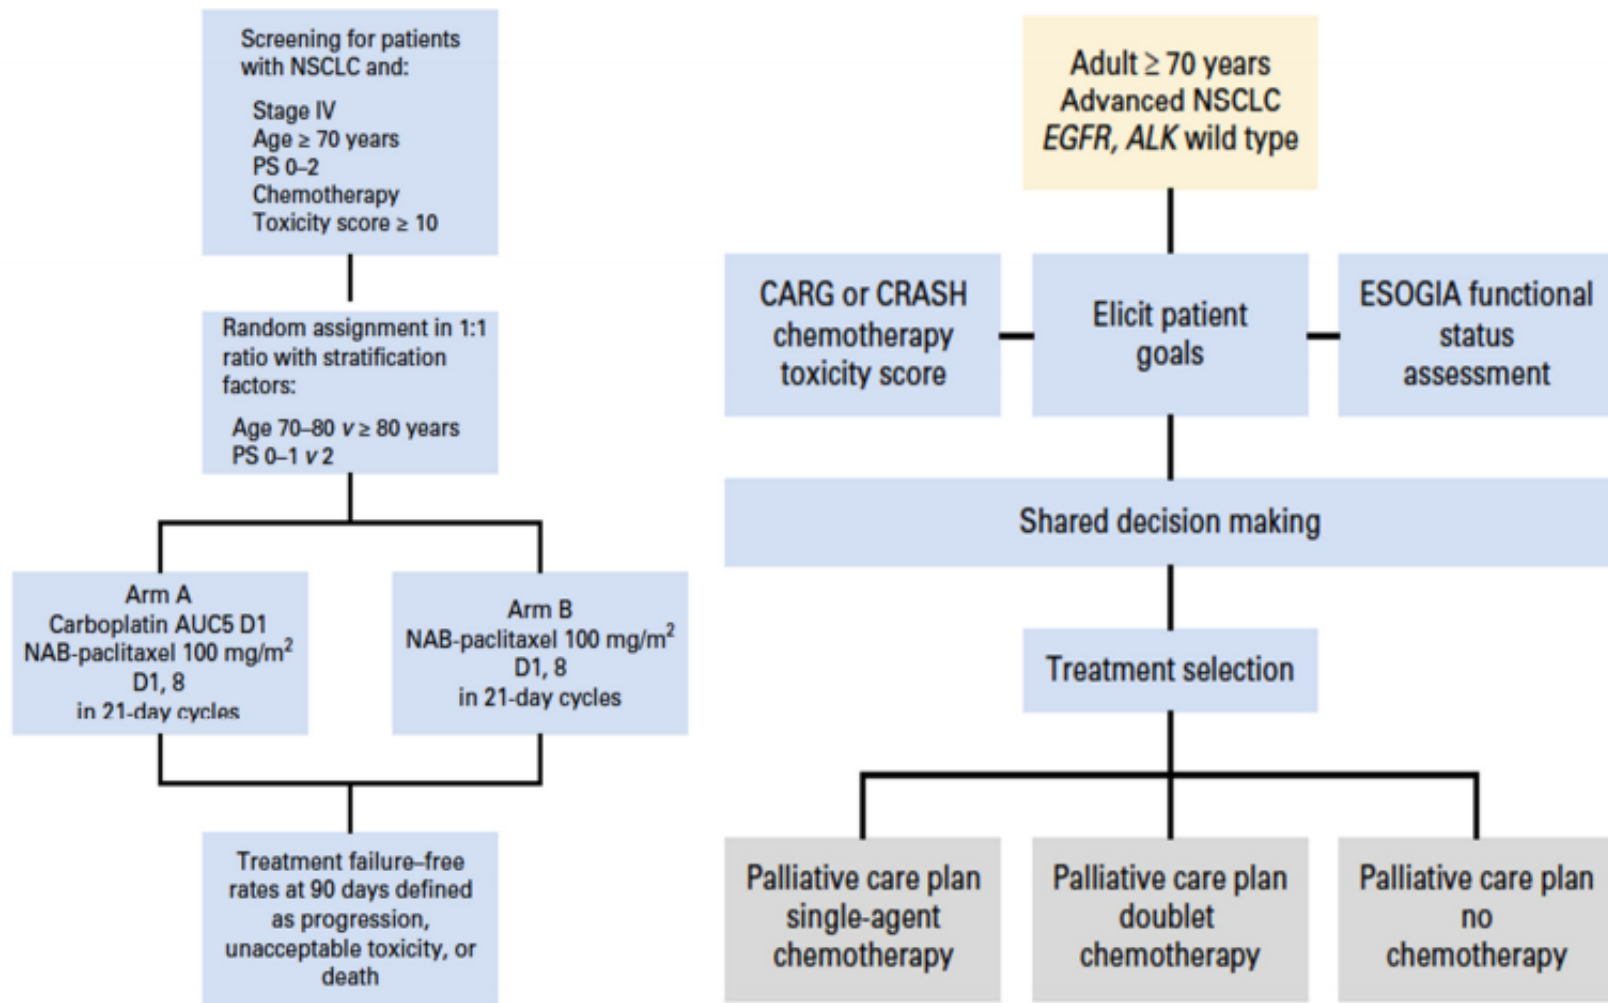 Screening for patients
with NSCLC and:
Stage IV
Age ≥ 70 years
PS 0–2
Chemotherapy
Toxicity score ≥ 10
Random assignment in 1:1
ratio with stratification
factors:
Age 70–80 v ≥ 80 years
PS 0–1 v 2
Arm A
Carboplatin AUC5 D1
NAB-paclitaxel 100 mg/m²
D1, 8
in 21-day cycles
Arm B
NAB-paclitaxel 100 mg/m²
D1, 8
in 21-day cycles
Treatment failure–free
rates at 90 days defined
as progression,
unacceptable toxicity, or
death
Adult ≥ 70 years
Advanced NSCLC
EGFR, ALK wild type
CARG or CRASH
chemotherapy
toxicity score
Elicit patient
goals
ESOGIA functional
status
assessment
Shared decision making
Treatment selection
Palliative care plan
single-agent
chemotherapy
Palliative care plan
doublet
chemotherapy
Palliative care plan
no
chemotherapy